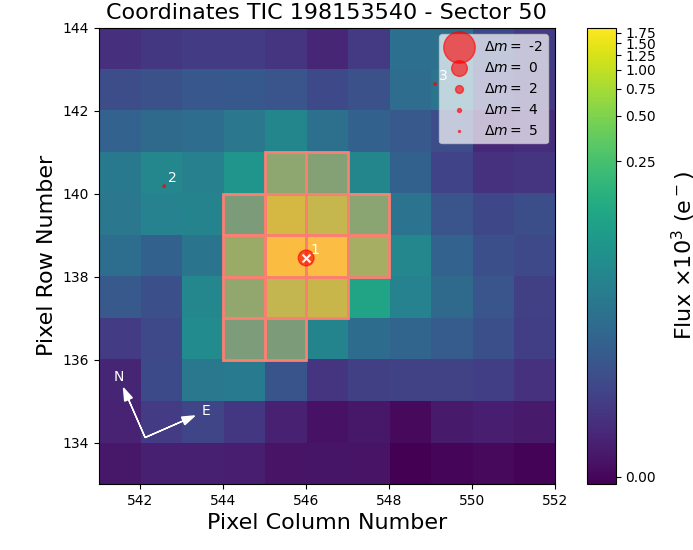 Coordinates TIC 198153540 - Sector 50
Δm = -2
Δm = 0
Δm = 2
Δm = 4
Δm = 5
3
2
1
N
E
144
142
140
138
136
134
542
544
546
548
550
552
Pixel Row Number
Pixel Column Number
1.75
1.50
1.25
1.00
0.75
0.50
0.25
0.00
Flux ×10³ (e⁻)